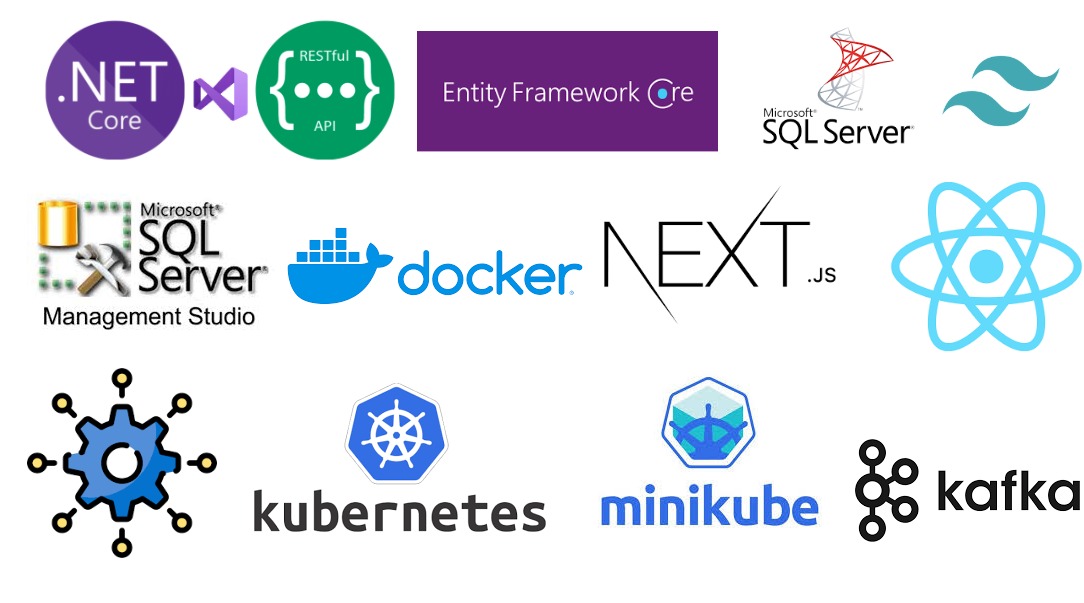 .NET
Core
RESTful
API
Entity Framework Core
Microsoft®
SQL Server®
Microsoft®
SQL
Server®
Management Studio
docker®
NEXT.JS
kubernetes
minikube
kafka